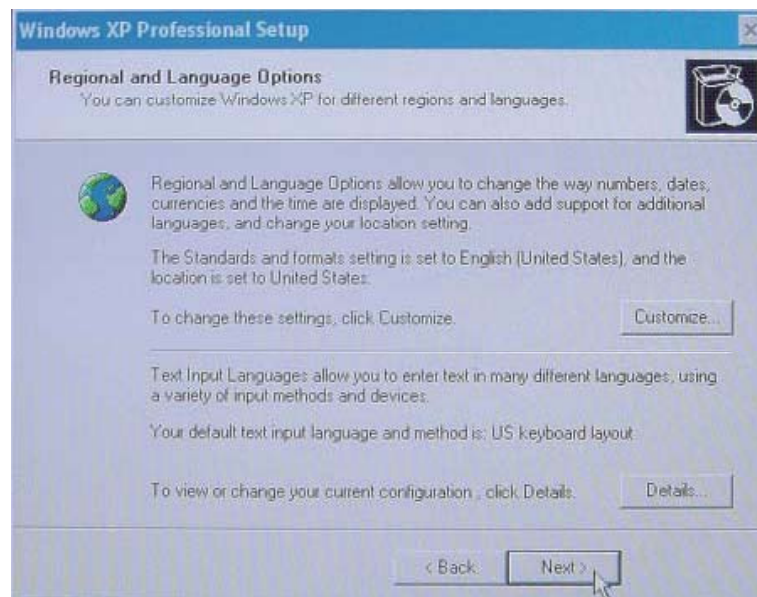 Windows XP Professional Setup
Regional and Language Options
You can customize Windows XP for different regions and languages.
Regional and Language Options allow you to change the way numbers, dates,
currencies and the time are displayed. You can also add support for additional
languages, and change your location setting.
The Standards and formats setting is set to English (United States), and the
location is set to United States.
To change these settings, click Customize.
Customize...
Text Input Languages allow you to enter text in many different languages, using
a variety of input methods and devices.
Your default text input language and method is: US keyboard layout
To view or change your current configuration , click Details.
Details...
< Back
Next >